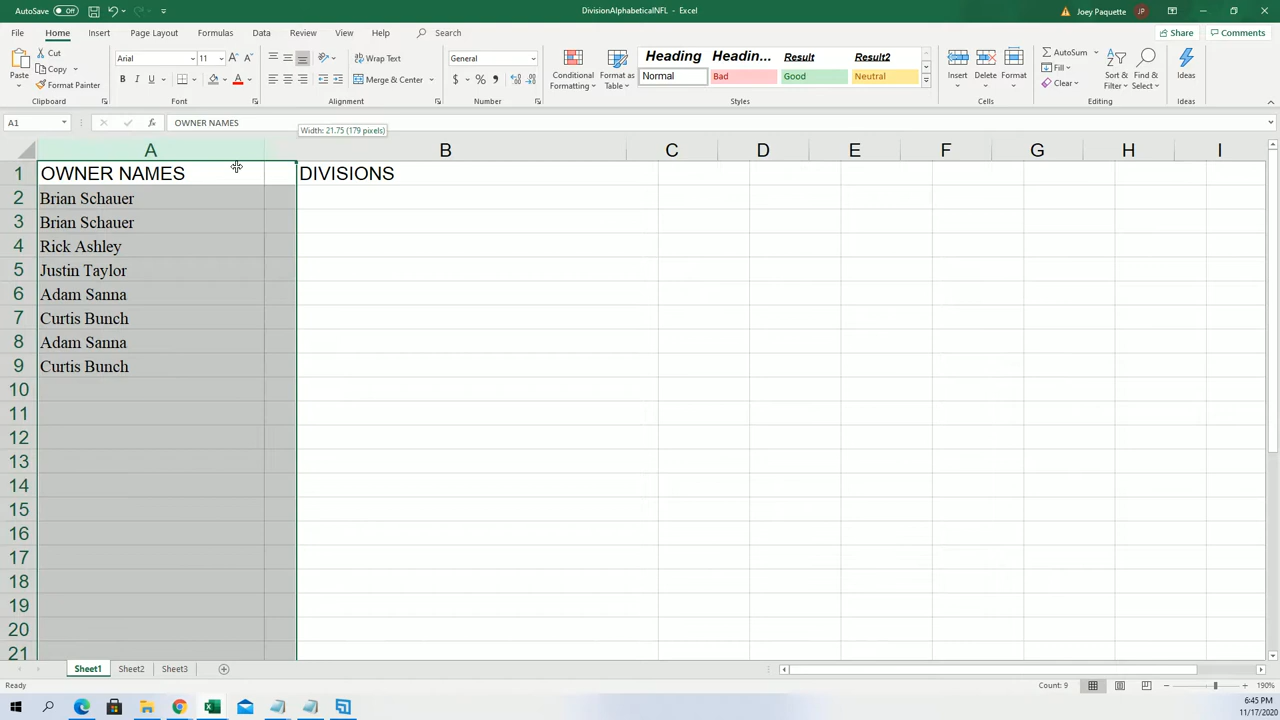 AutoSave Off
DivisionAlphabeticalNFL - Excel
Joey Paquette JP
File Home Insert Page Layout Formulas Data Review View Help Search
Share Comments
Paste
Cut
Copy
Format Painter
Clipboard
Arial 11
B I U
Font
Wrap Text
Merge & Center
Alignment
General
$ % , .00
Number
Conditional
Formatting
Format as
Table
Heading Headin... Result Result2
Normal Bad Good Neutral
Styles
Insert Delete Format
Cells
AutoSum
Fill
Clear
Sort &
Filter
Find &
Select
Editing
Ideas
Ideas
A1 fx OWNER NAMES
Width: 21.75 (179 pixels)
A B C D E F G H I
1 OWNER NAMES DIVISIONS
2 Brian Schauer
3 Brian Schauer
4 Rick Ashley
5 Justin Taylor
6 Adam Sanna
7 Curtis Bunch
8 Adam Sanna
9 Curtis Bunch
10
11
12
13
14
15
16
17
18
19
20
21
Sheet1 Sheet2 Sheet3
Ready
Count: 9
190%
6:45 PM
11/17/2020